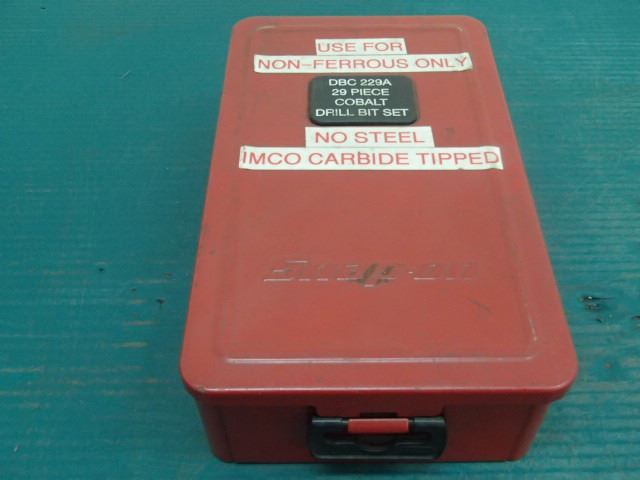 USE FOR
NON-FERROUS ONLY
DBC 229A
29 PIECE
COBALT
DRILL BIT SET
NO STEEL
IMCO CARBIDE TIPPED
Snap-on